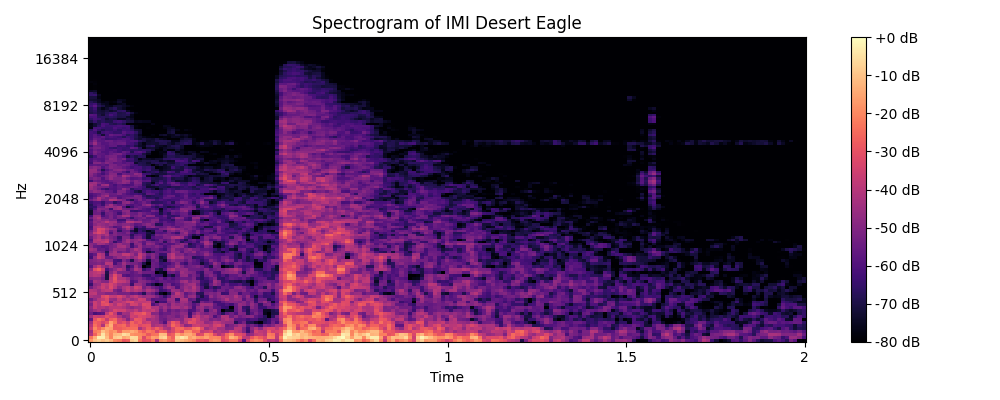 Spectrogram of IMI Desert Eagle
16384
8192
4096
2048
1024
512
0
Hz
0
0.5
1
1.5
2
Time
+0 dB
-10 dB
-20 dB
-30 dB
-40 dB
-50 dB
-60 dB
-70 dB
-80 dB